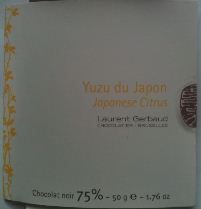 Yuzu du Japon
Japanese Citrus
Laurent Gerbaud
CHOCOLATIER - BRUXELLES
Chocolat noir 75% - 50 g ℮ - 1,76 oz